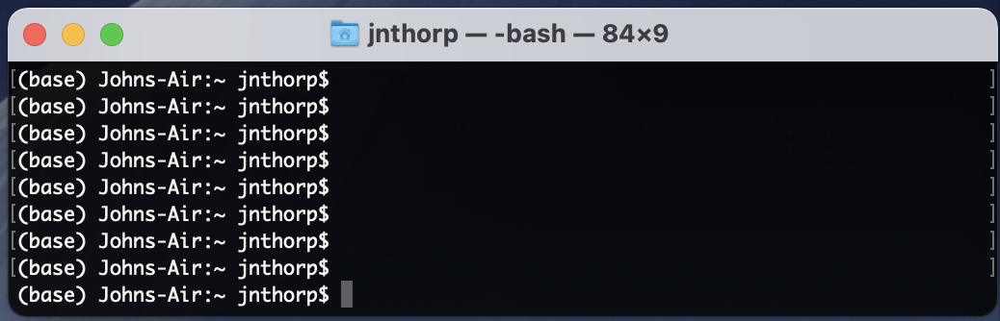 jnthorp — -bash — 84×9
[(base) Johns-Air:~ jnthorp$ ]
[(base) Johns-Air:~ jnthorp$ ]
[(base) Johns-Air:~ jnthorp$ ]
[(base) Johns-Air:~ jnthorp$ ]
[(base) Johns-Air:~ jnthorp$ ]
[(base) Johns-Air:~ jnthorp$ ]
[(base) Johns-Air:~ jnthorp$ ]
[(base) Johns-Air:~ jnthorp$ ]
(base) Johns-Air:~ jnthorp$